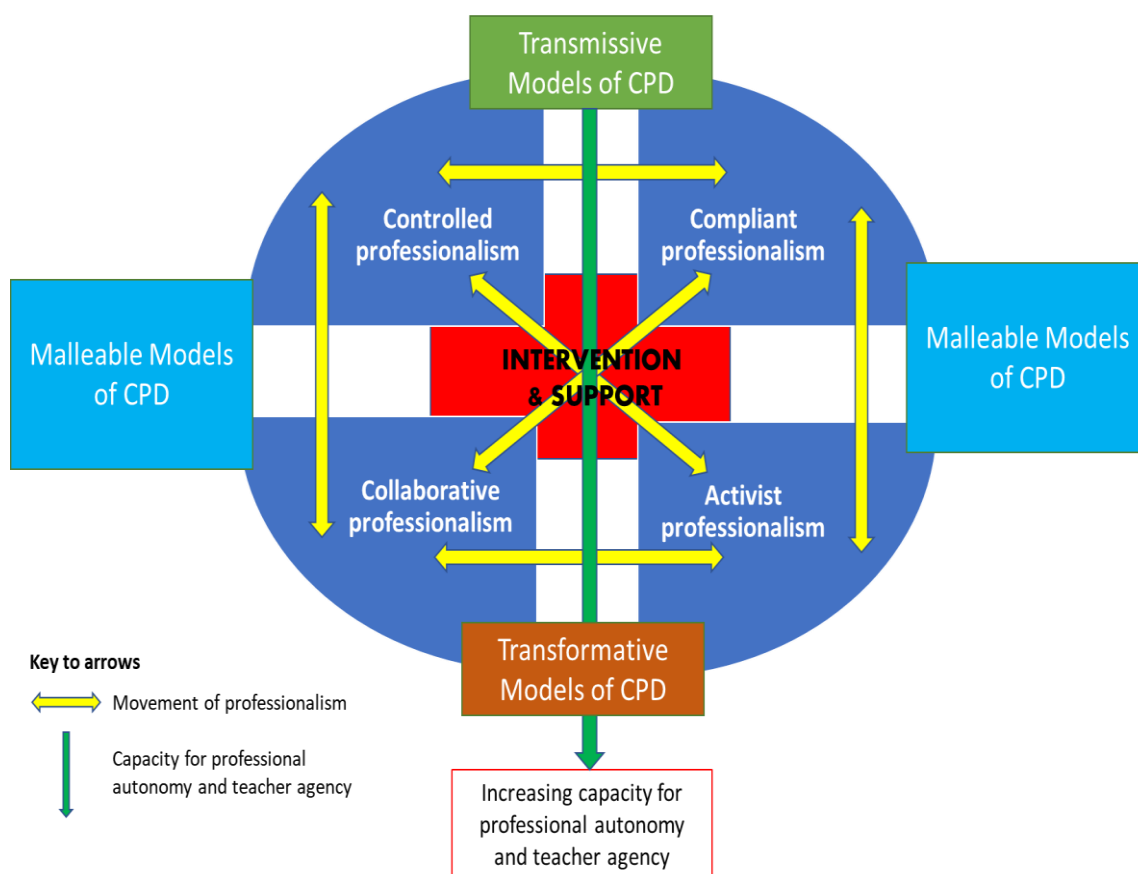 Transmissive
Models of CPD
Controlled
professionalism
Compliant
professionalism
Malleable Models
of CPD
INTERVENTION
& SUPPORT
Malleable Models
of CPD
Collaborative
professionalism
Activist
professionalism
Transformative
Models of CPD
Key to arrows
Movement of professionalism
Capacity for professional
autonomy and teacher agency
Increasing capacity for
professional autonomy
and teacher agency